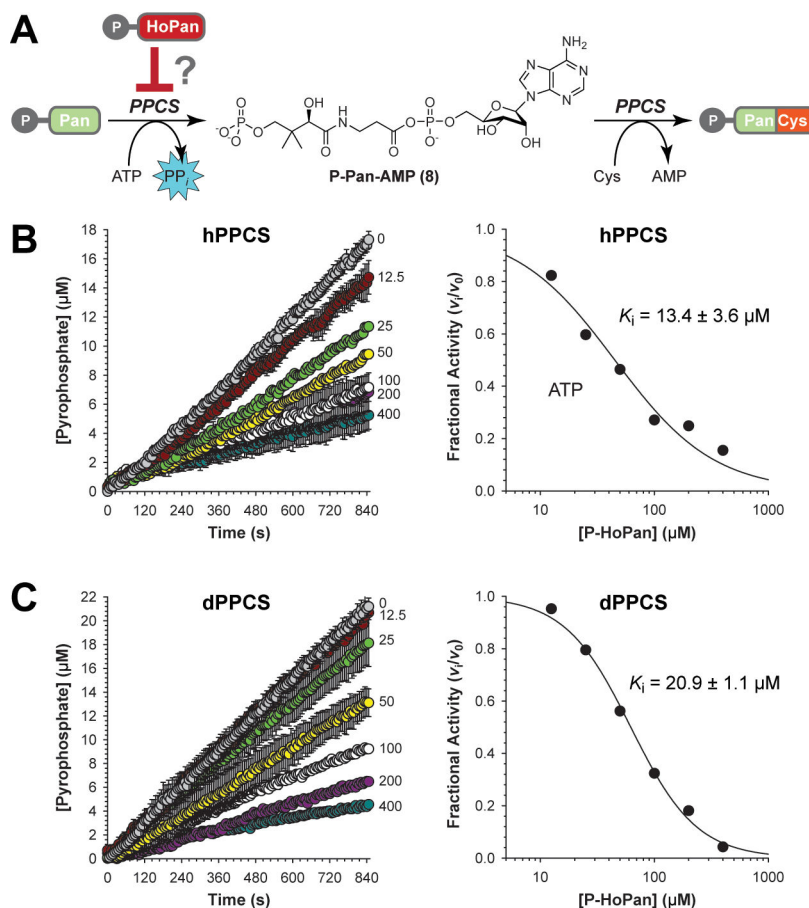 A
P
HoPan
?
P
Pan
PPCS
ATP
PPi
-O
O
P
O-
O
OH
N
H
O
O
O
P
O-
O
O
HO
OH
N
N
N
N
NH2
P-Pan-AMP (8)
PPCS
Cys
AMP
P
Pan
Cys
B
hPPCS
[Pyrophosphate] (μM)
18
16
14
12
10
8
6
4
2
0
0
12.5
25
50
100
200
400
0 120 240 360 480 600 720 840
Time (s)
hPPCS
Fractional Activity (vi/v0)
1.0
0.8
0.6
0.4
0.2
0.0
Ki = 13.4 ± 3.6 μM
ATP
10 100 1000
[P-HoPan] (μM)
C
dPPCS
[Pyrophosphate] (μM)
22
20
18
16
14
12
10
8
6
4
2
0
0
12.5
25
50
100
200
400
0 120 240 360 480 600 720 840
Time (s)
dPPCS
Fractional Activity (vi/v0)
1.0
0.8
0.6
0.4
0.2
0.0
Ki = 20.9 ± 1.1 μM
10 100 1000
[P-HoPan] (μM)